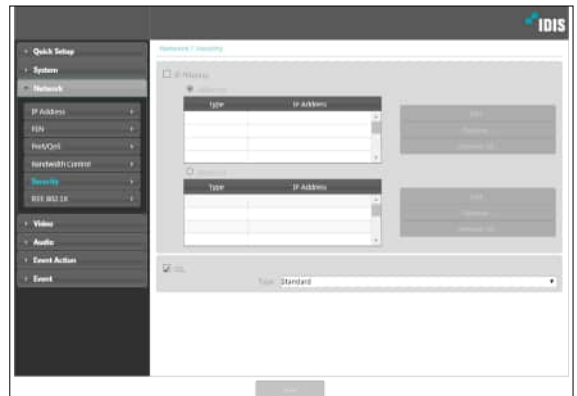 IDIS
Quick Setup
System
Network
IP Address
FEN
Port/QoS
Bandwidth Control
Security
IEEE 802.1X
Video
Audio
Event Action
Event
Network / Security
IP Filtering
Type IP Address
Type IP Address
SSL
Type Standard